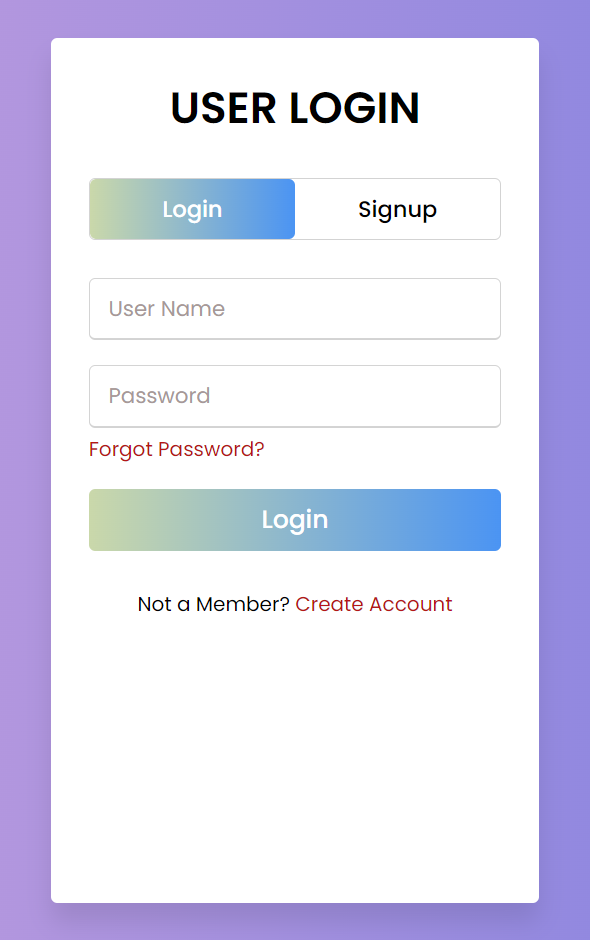 USER LOGIN
Login Signup
User Name
Password
Forgot Password?
Login
Not a Member? Create Account